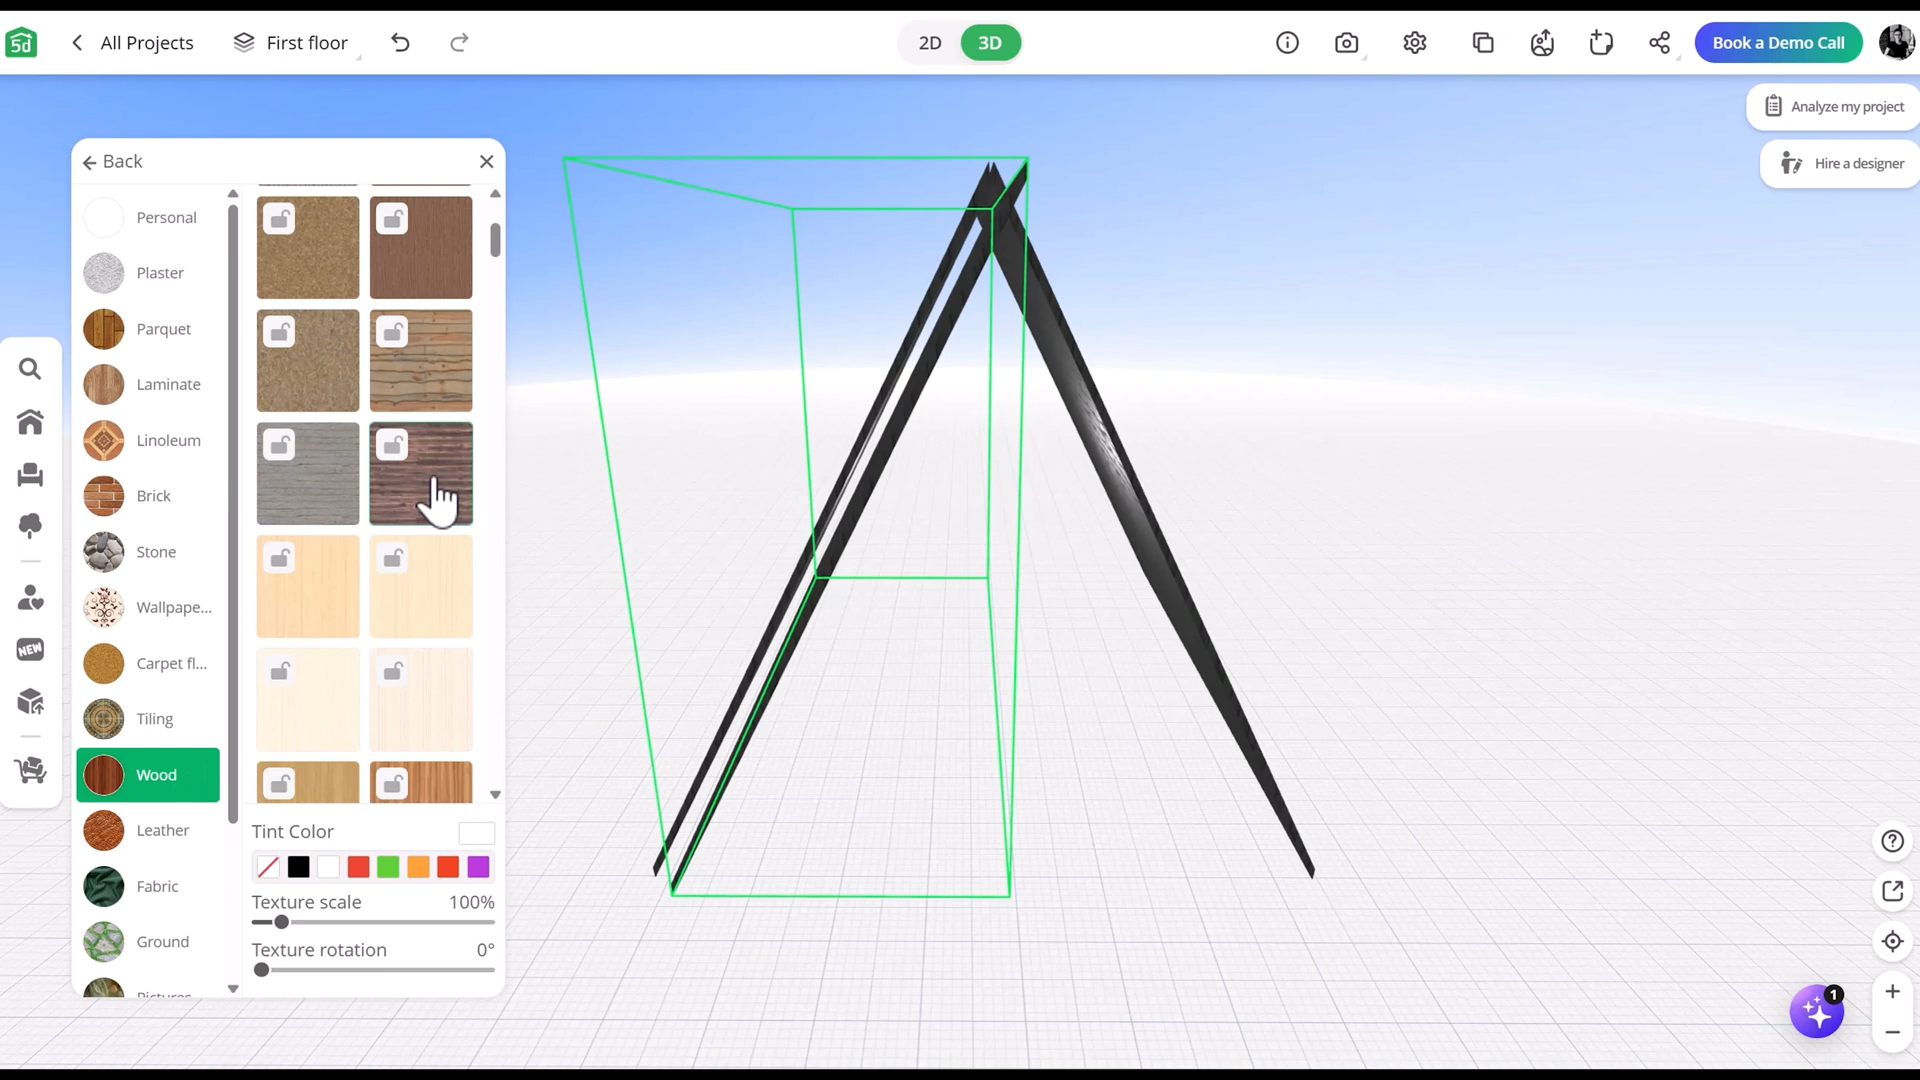 5d
All Projects
First floor
2D
3D
Book a Demo Call
Analyze my project
Hire a designer
Back
Personal
Plaster
Parquet
Laminate
Linoleum
Brick
Stone
Wallpape...
Carpet fl...
Tiling
Wood
Leather
Fabric
Ground
Pictures
NEW
Tint Color
Texture scale 100%
Texture rotation 0°
1